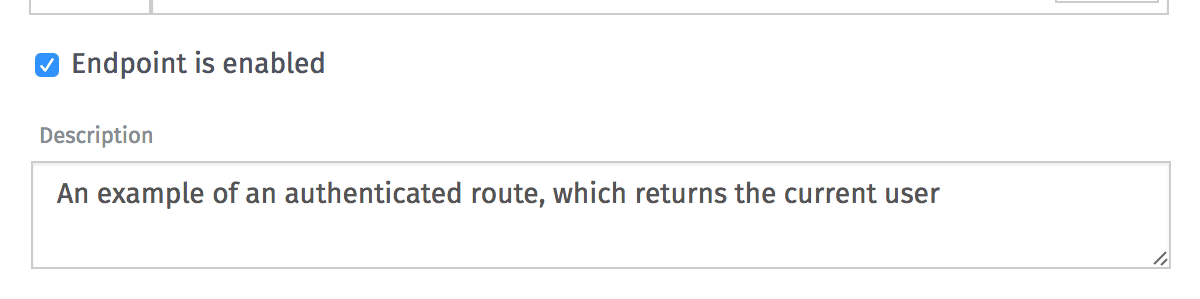 Endpoint is enabled
Description
An example of an authenticated route, which returns the current user